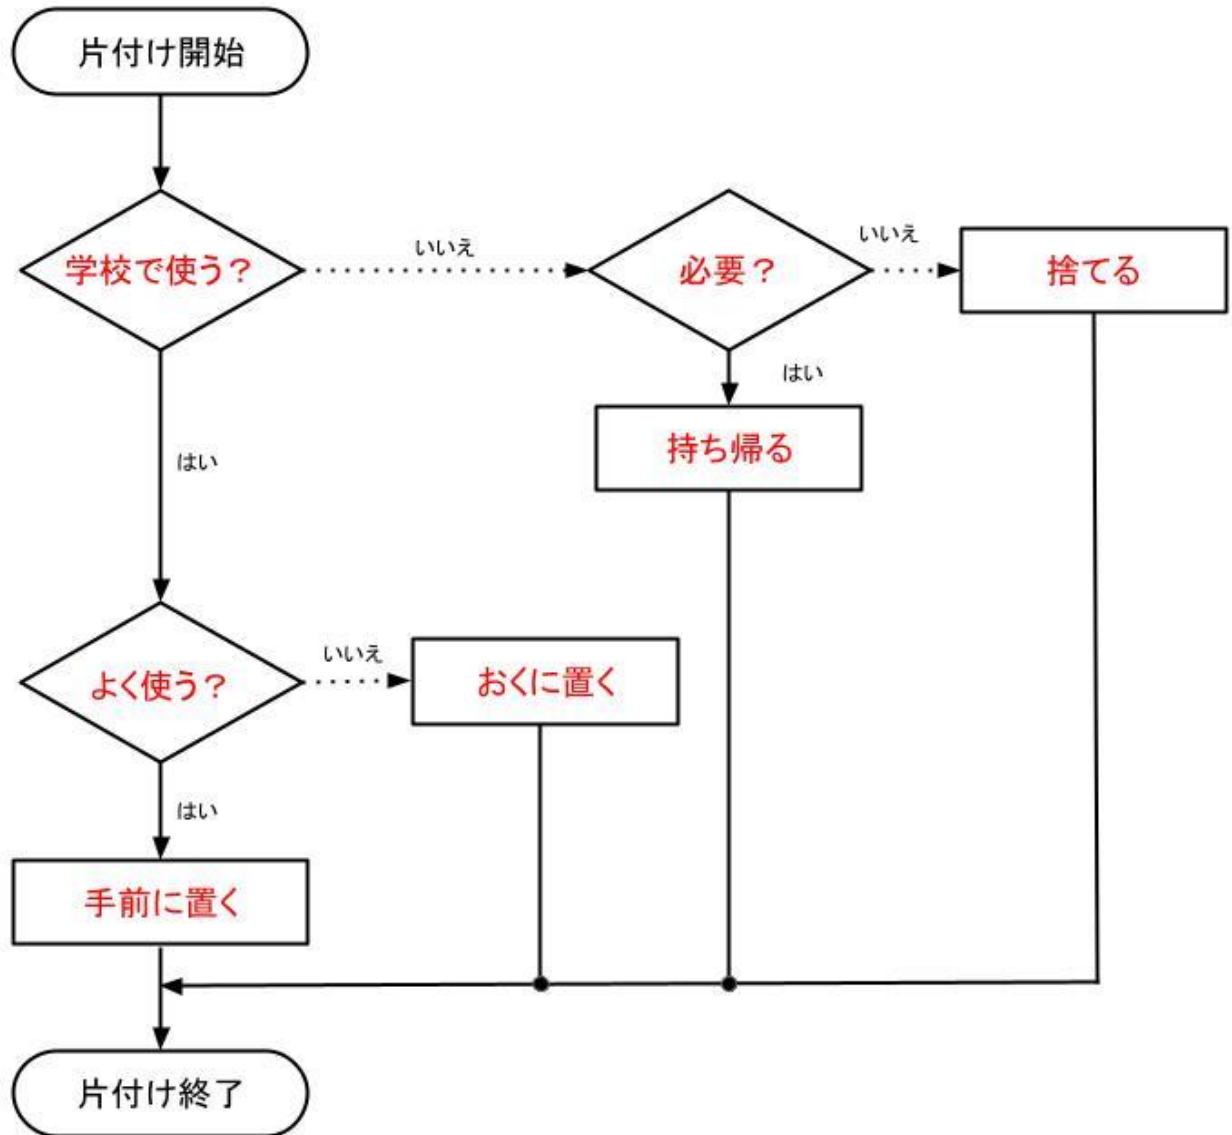 片付け開始
学校で使う？
いいえ
必要？
いいえ
捨てる
はい
持ち帰る
はい
よく使う？
いいえ
おくに置く
はい
手前に置く
片付け終了